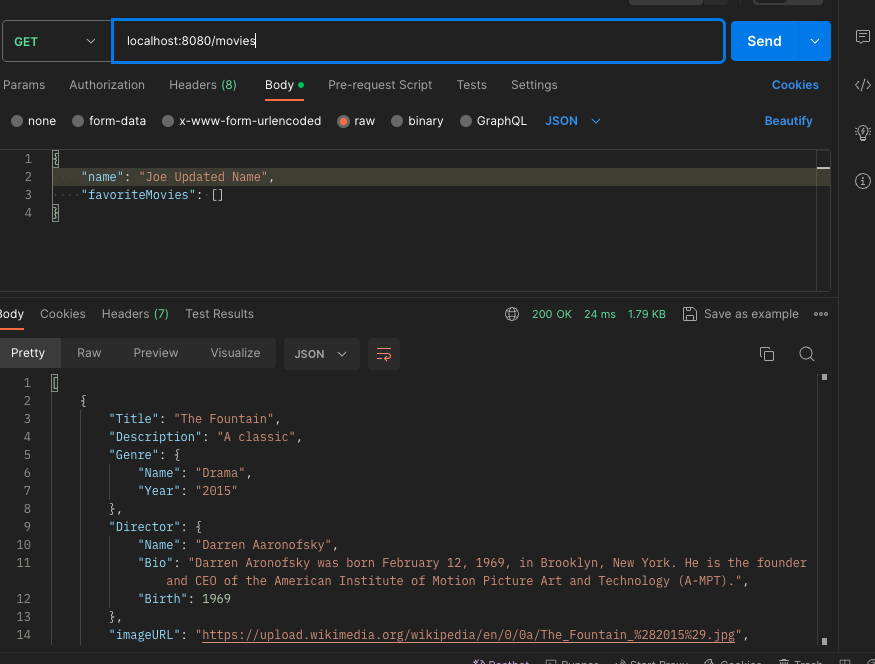 GET localhost:8080/movies Send
Params Authorization Headers (8) Body Pre-request Script Tests Settings Cookies
none form-data x-www-form-urlencoded raw binary GraphQL JSON Beautify
1 {
2 "name": "Joe Updated Name",
3 "favoriteMovies": []
4 }
Body Cookies Headers (7) Test Results 200 OK 24 ms 1.79 KB Save as example
Pretty Raw Preview Visualize JSON
1 [
2 {
3 "Title": "The Fountain",
4 "Description": "A classic",
5 "Genre": {
6 "Name": "Drama",
7 "Year": "2015"
8 },
9 "Director": {
10 "Name": "Darren Aaronofsky",
11 "Bio": "Darren Aronofsky was born February 12, 1969, in Brooklyn, New York. He is the founder
and CEO of the American Institute of Motion Picture Art and Technology (A-MPT).",
12 "Birth": 1969
13 },
14 "imageURL": "https://upload.wikimedia.org/wikipedia/en/0/0a/The_Fountain_%282015%29.jpg",
Postbot Runner Start Proxy Cookies Trash